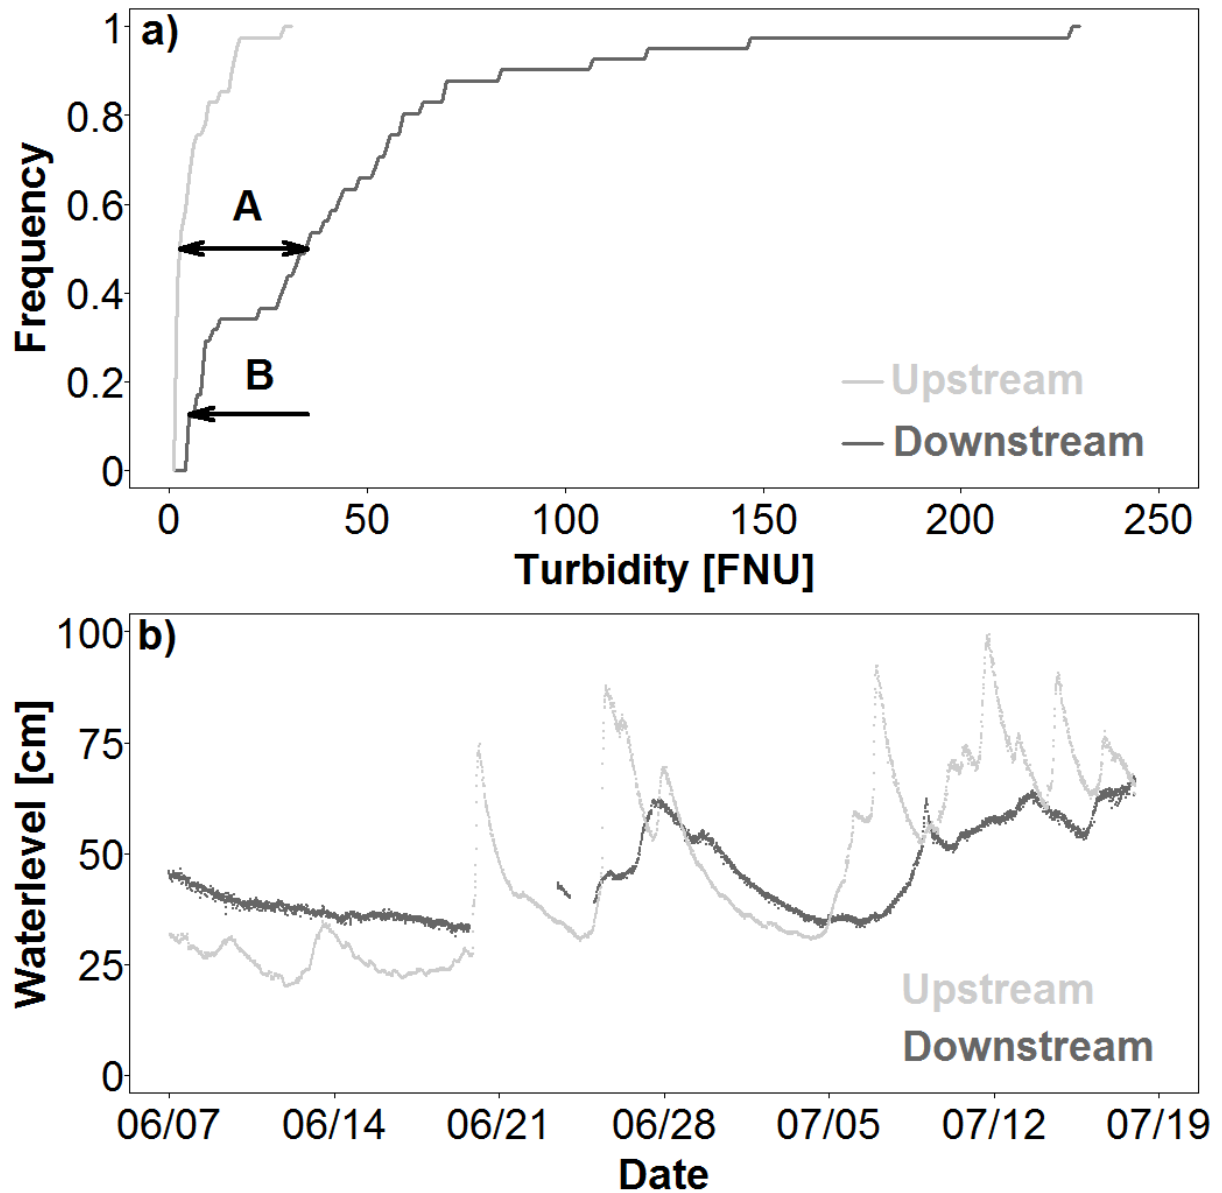 a)
Frequency
1
0.8
0.6
0.4
0.2
0
A
B
Upstream
Downstream
0 50 100 150 200 250
Turbidity [FNU]
b)
Waterlevel [cm]
100
75
50
25
0
Upstream
Downstream
06/07 06/14 06/21 06/28 07/05 07/12 07/19
Date